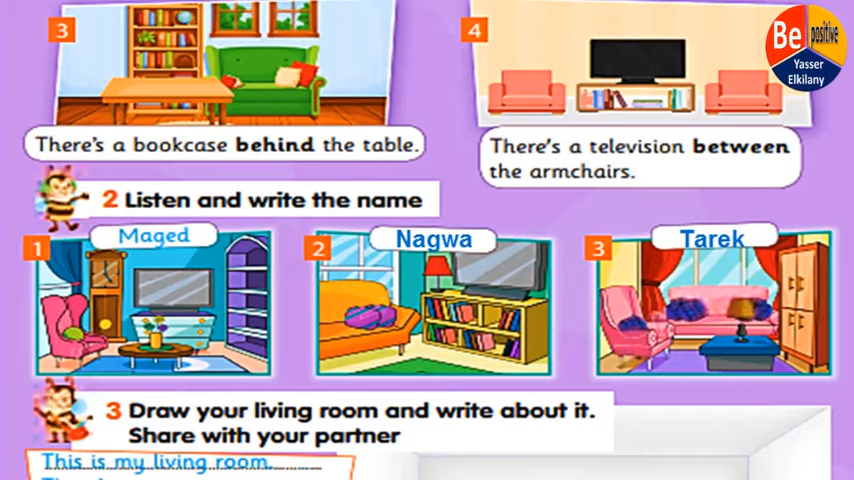 3
4
Be positive
Yasser
Elkilany
There's a bookcase behind the table.
There's a television between
the armchairs.
2 Listen and write the name
1 Maged
2 Nagwa
3 Tarek
3 Draw your living room and write about it.
Share with your partner
This is my living room.